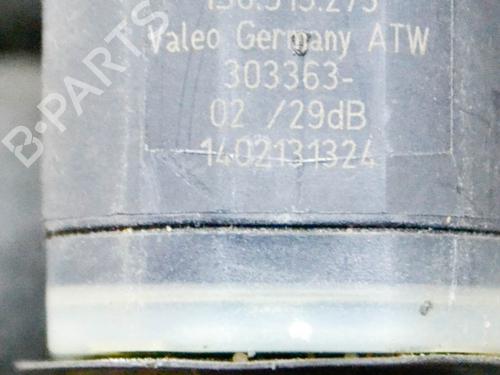 Valeo Germany ATW
303363-
02 /29dB
1402131324
B-PARTS